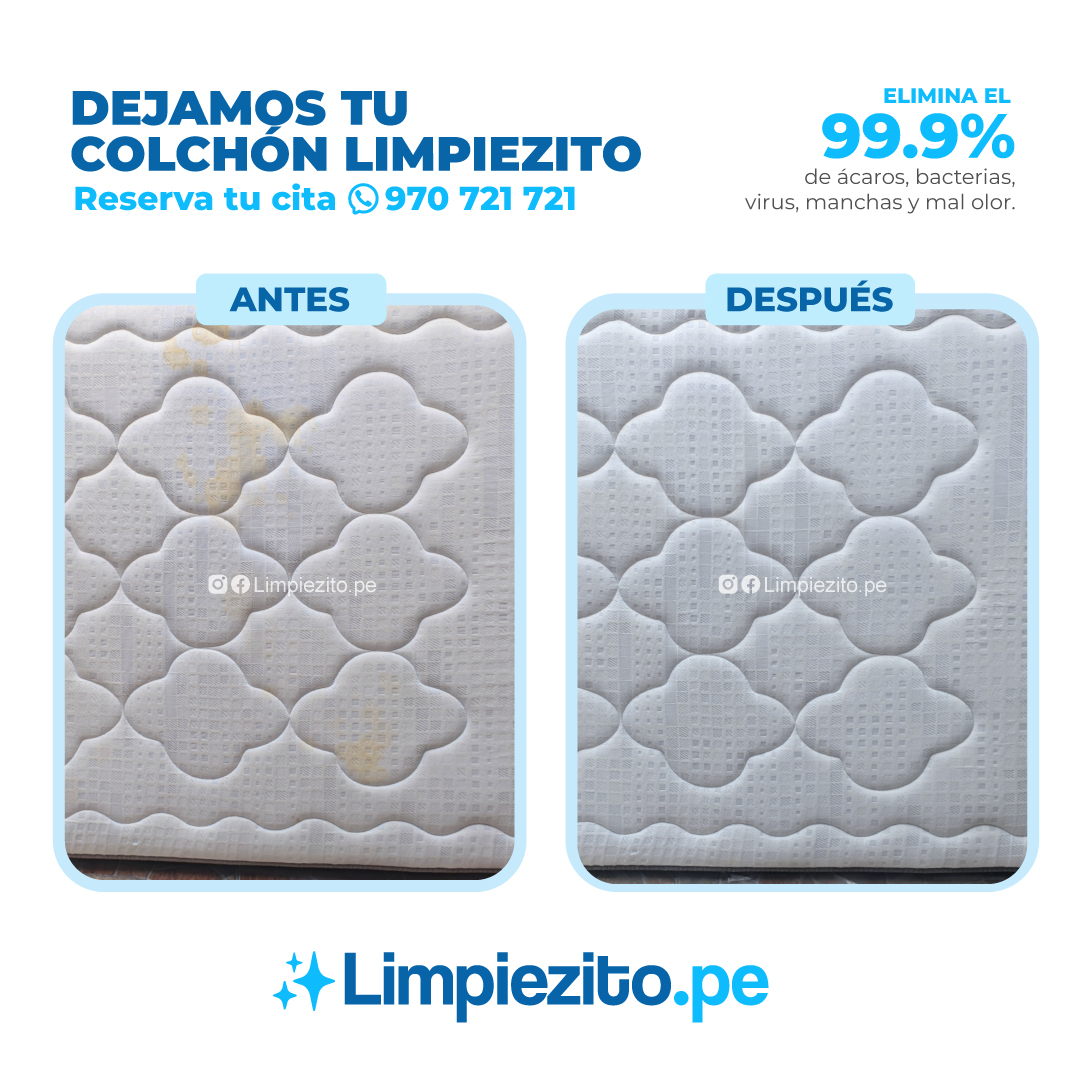 DEJAMOS TU
COLCHÓN LIMPIEZITO
Reserva tu cita 970 721 721
ELIMINA EL
99.9%
de ácaros, bacterias,
virus, manchas y mal olor.
ANTES
DESPUÉS
Limpiezito.pe
Limpiezito.pe
Limpiezito.pe